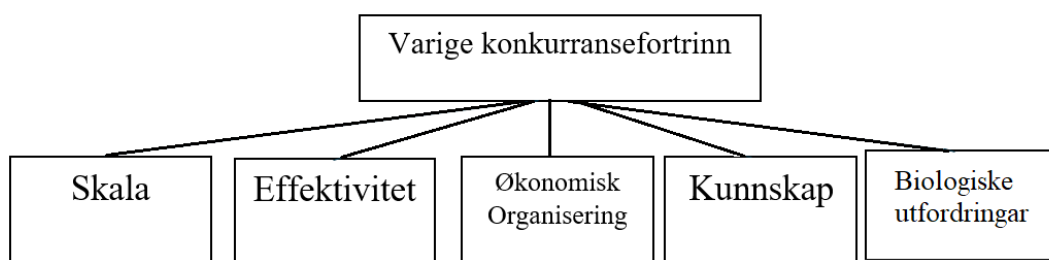 Varige konkurransefortrinn
Skala
Effektivitet
Økonomisk
Organisering
Kunnskap
Biologiske
utfordringar